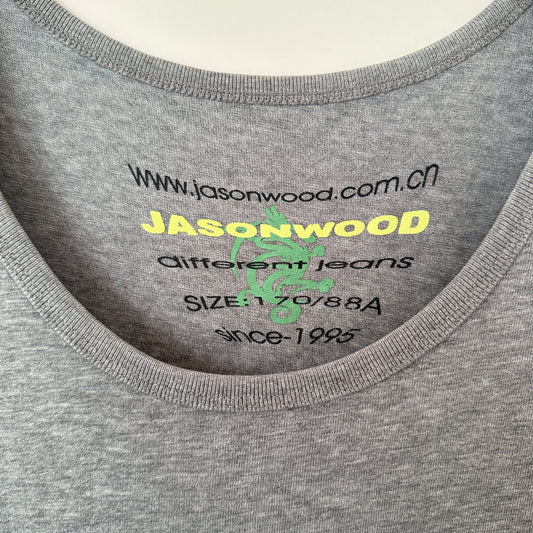 www.jasonwood.com.cn
JASONWOOD
different jeans
SIZE:170/88A
since-1995